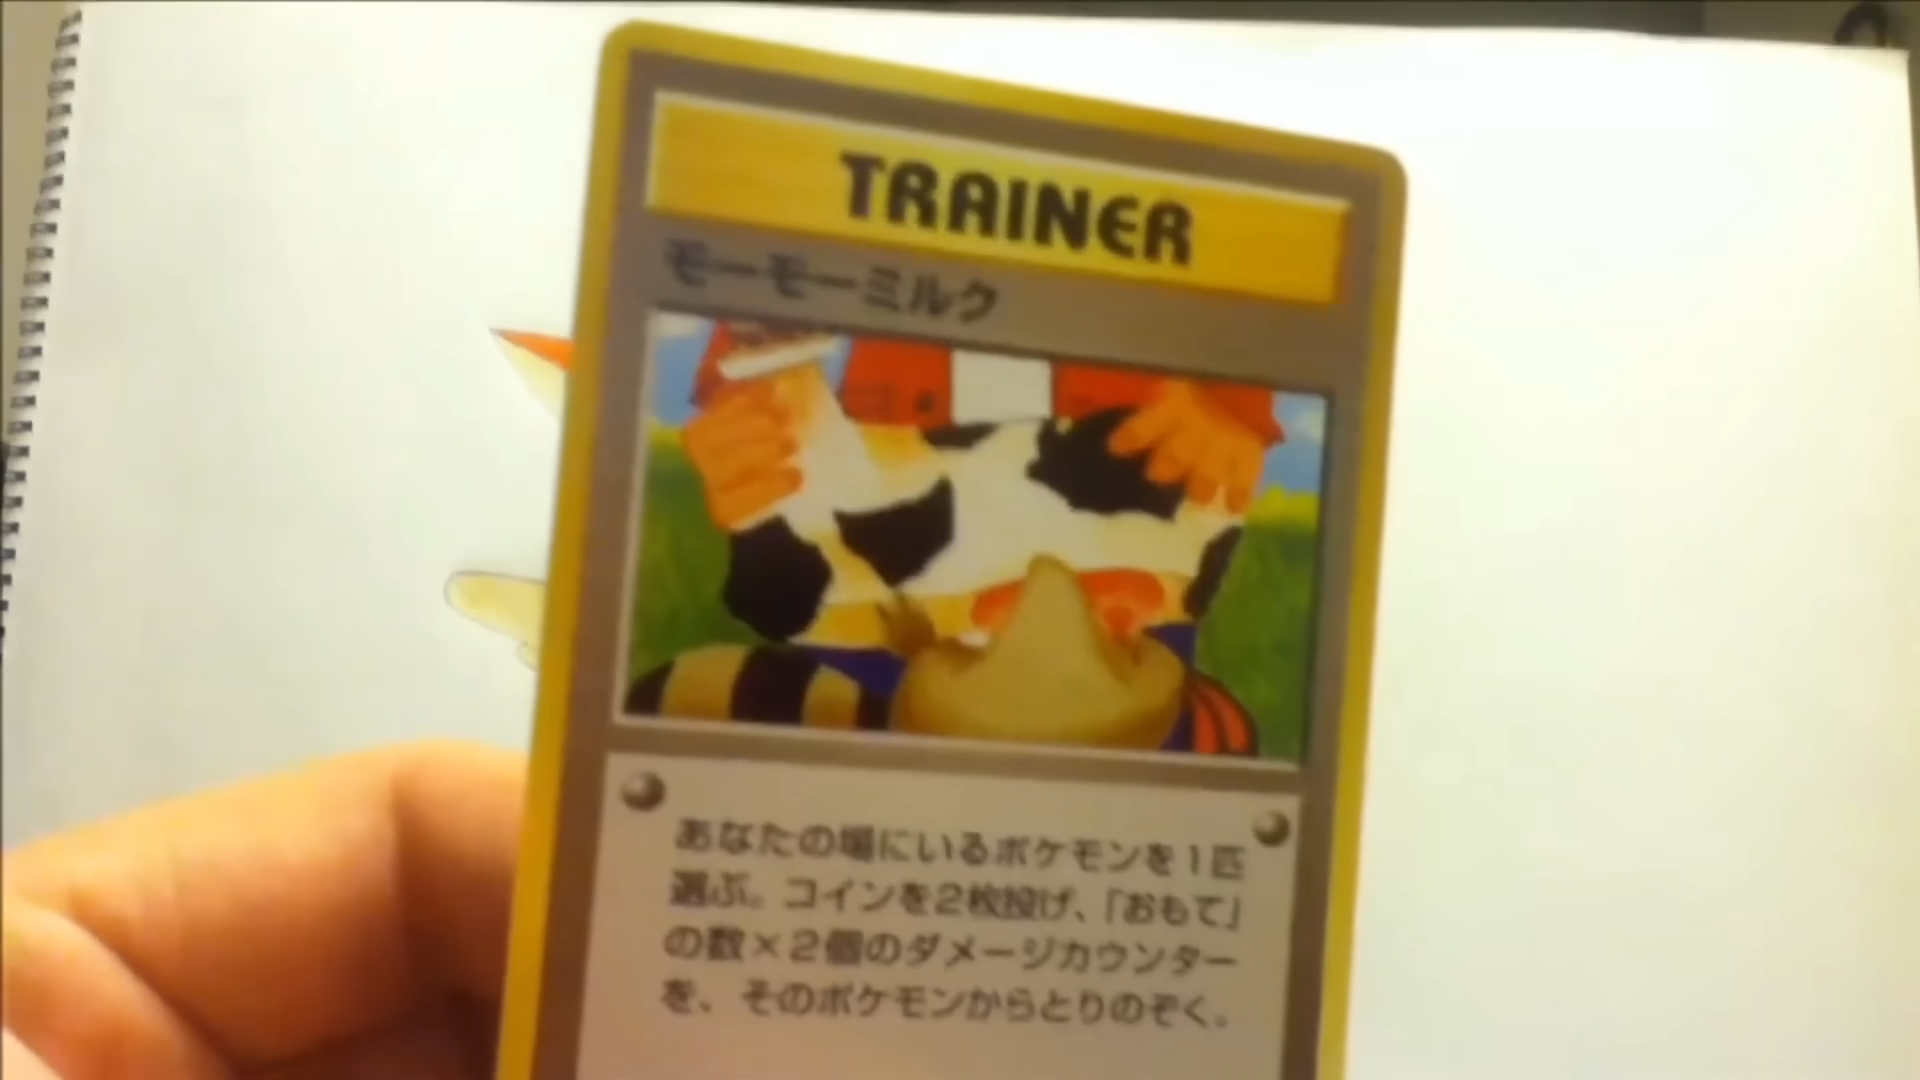 TRAINER
モーモーミルク
あなたの場にいるポケモンを1匹
選ぶ。コインを2枚投げ、「おもて」
の数×2個のダメージカウンター
を、そのポケモンからとりのぞく。